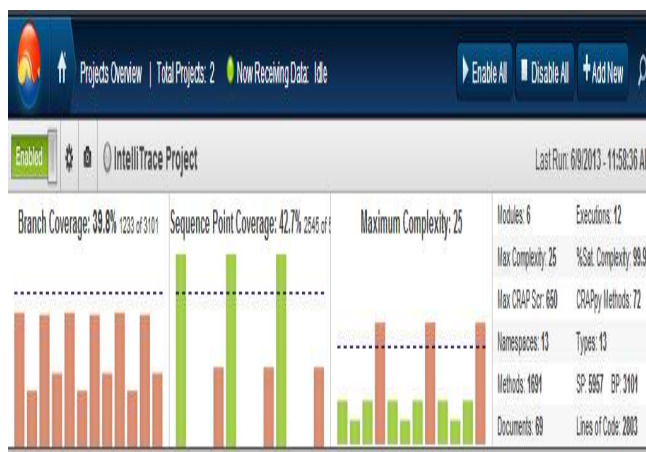 Projects Overview | Total Projects: 2 Now Receiving Data: Idle
Enable All
Disable All
Add New
Enabled
IntelliTrace Project
Last Run: 6/9/2013 - 11:58:36 A
Branch Coverage: 39.8% 1233 of 3101
Sequence Point Coverage: 42.7% 2545 of
Maximum Complexity: 25
Modules: 6 Executions: 12
Max Complexity: 25 %Sat. Complexity: 99.9
Max CRAP Scr: 650 CRAPpy Methods: 72
Namespaces: 13 Types: 13
Methods: 1691 SP: 5957 BP: 3101
Documents: 69 Lines of Code: 2803